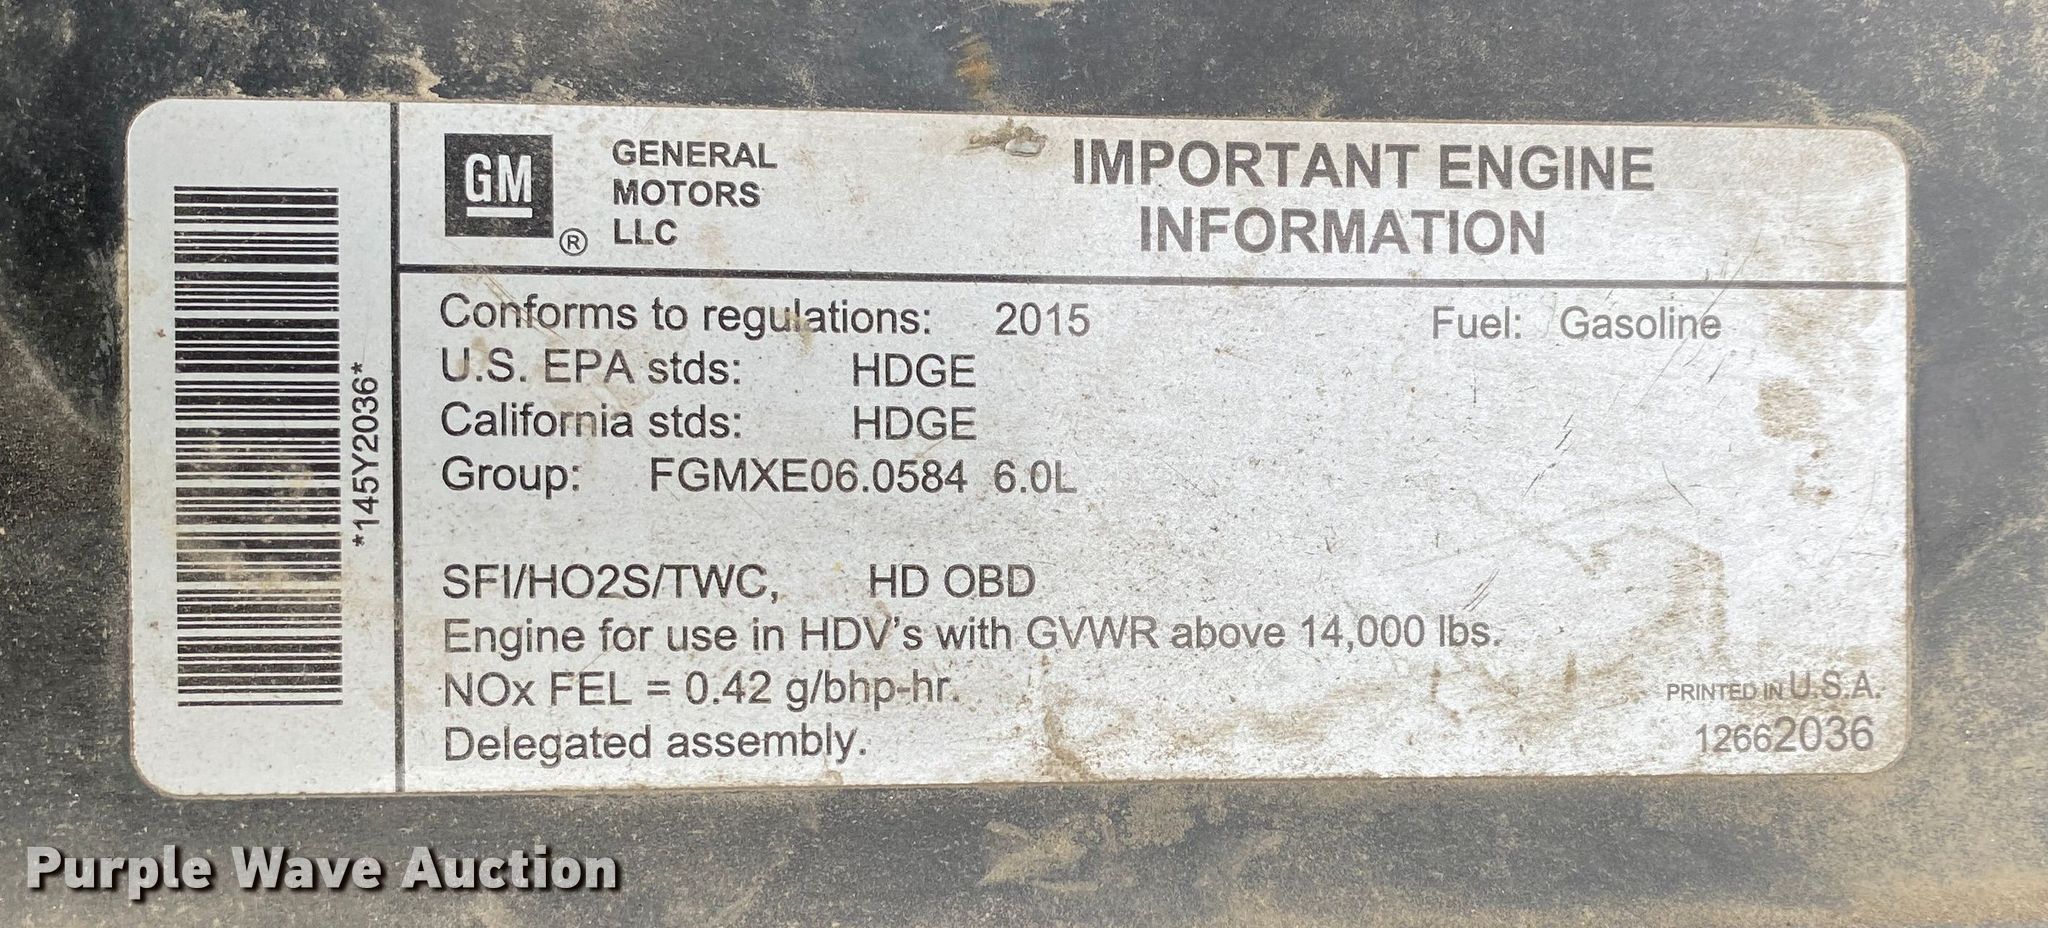 *145Y2036*
GM
®
GENERAL
MOTORS
LLC
IMPORTANT ENGINE
INFORMATION
Conforms to regulations: 2015 Fuel: Gasoline
U.S. EPA stds: HDGE
California stds: HDGE
Group: FGMXE06.0584 6.0L
SFI/HO2S/TWC, HD OBD
Engine for use in HDV's with GVWR above 14,000 lbs.
NOx FEL = 0.42 g/bhp-hr.
Delegated assembly.
PRINTED IN U.S.A.
12662036
Purple Wave Auction